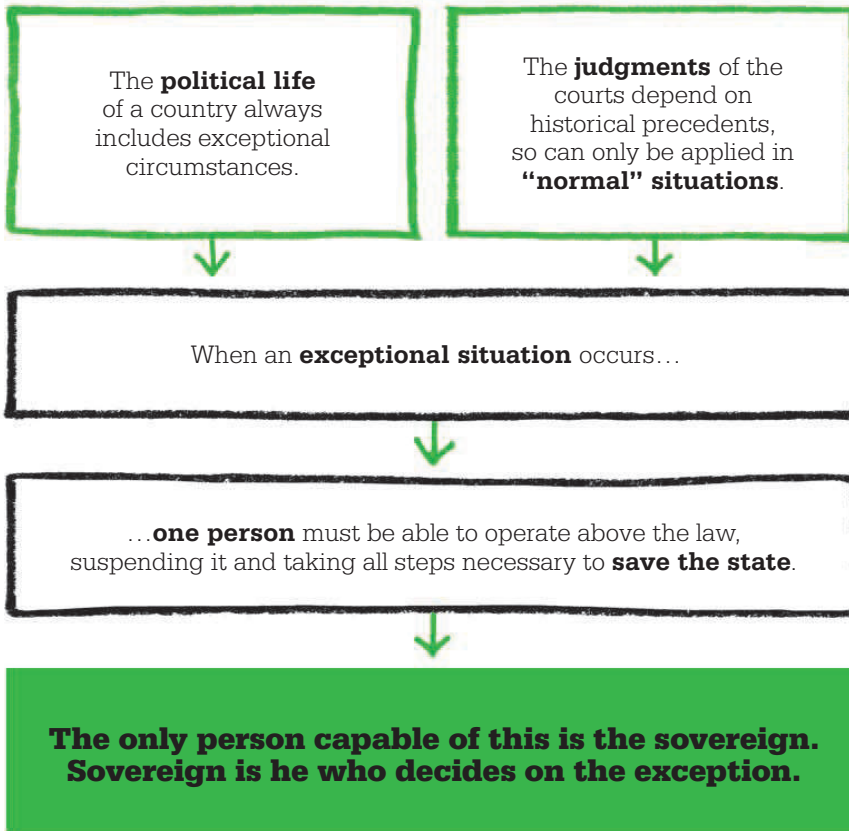 The political life
of a country always
includes exceptional
circumstances.
The judgments of the
courts depend on
historical precedents,
so can only be applied in
“normal” situations.
When an exceptional situation occurs…
…one person must be able to operate above the law,
suspending it and taking all steps necessary to save the state.
The only person capable of this is the sovereign.
Sovereign is he who decides on the exception.